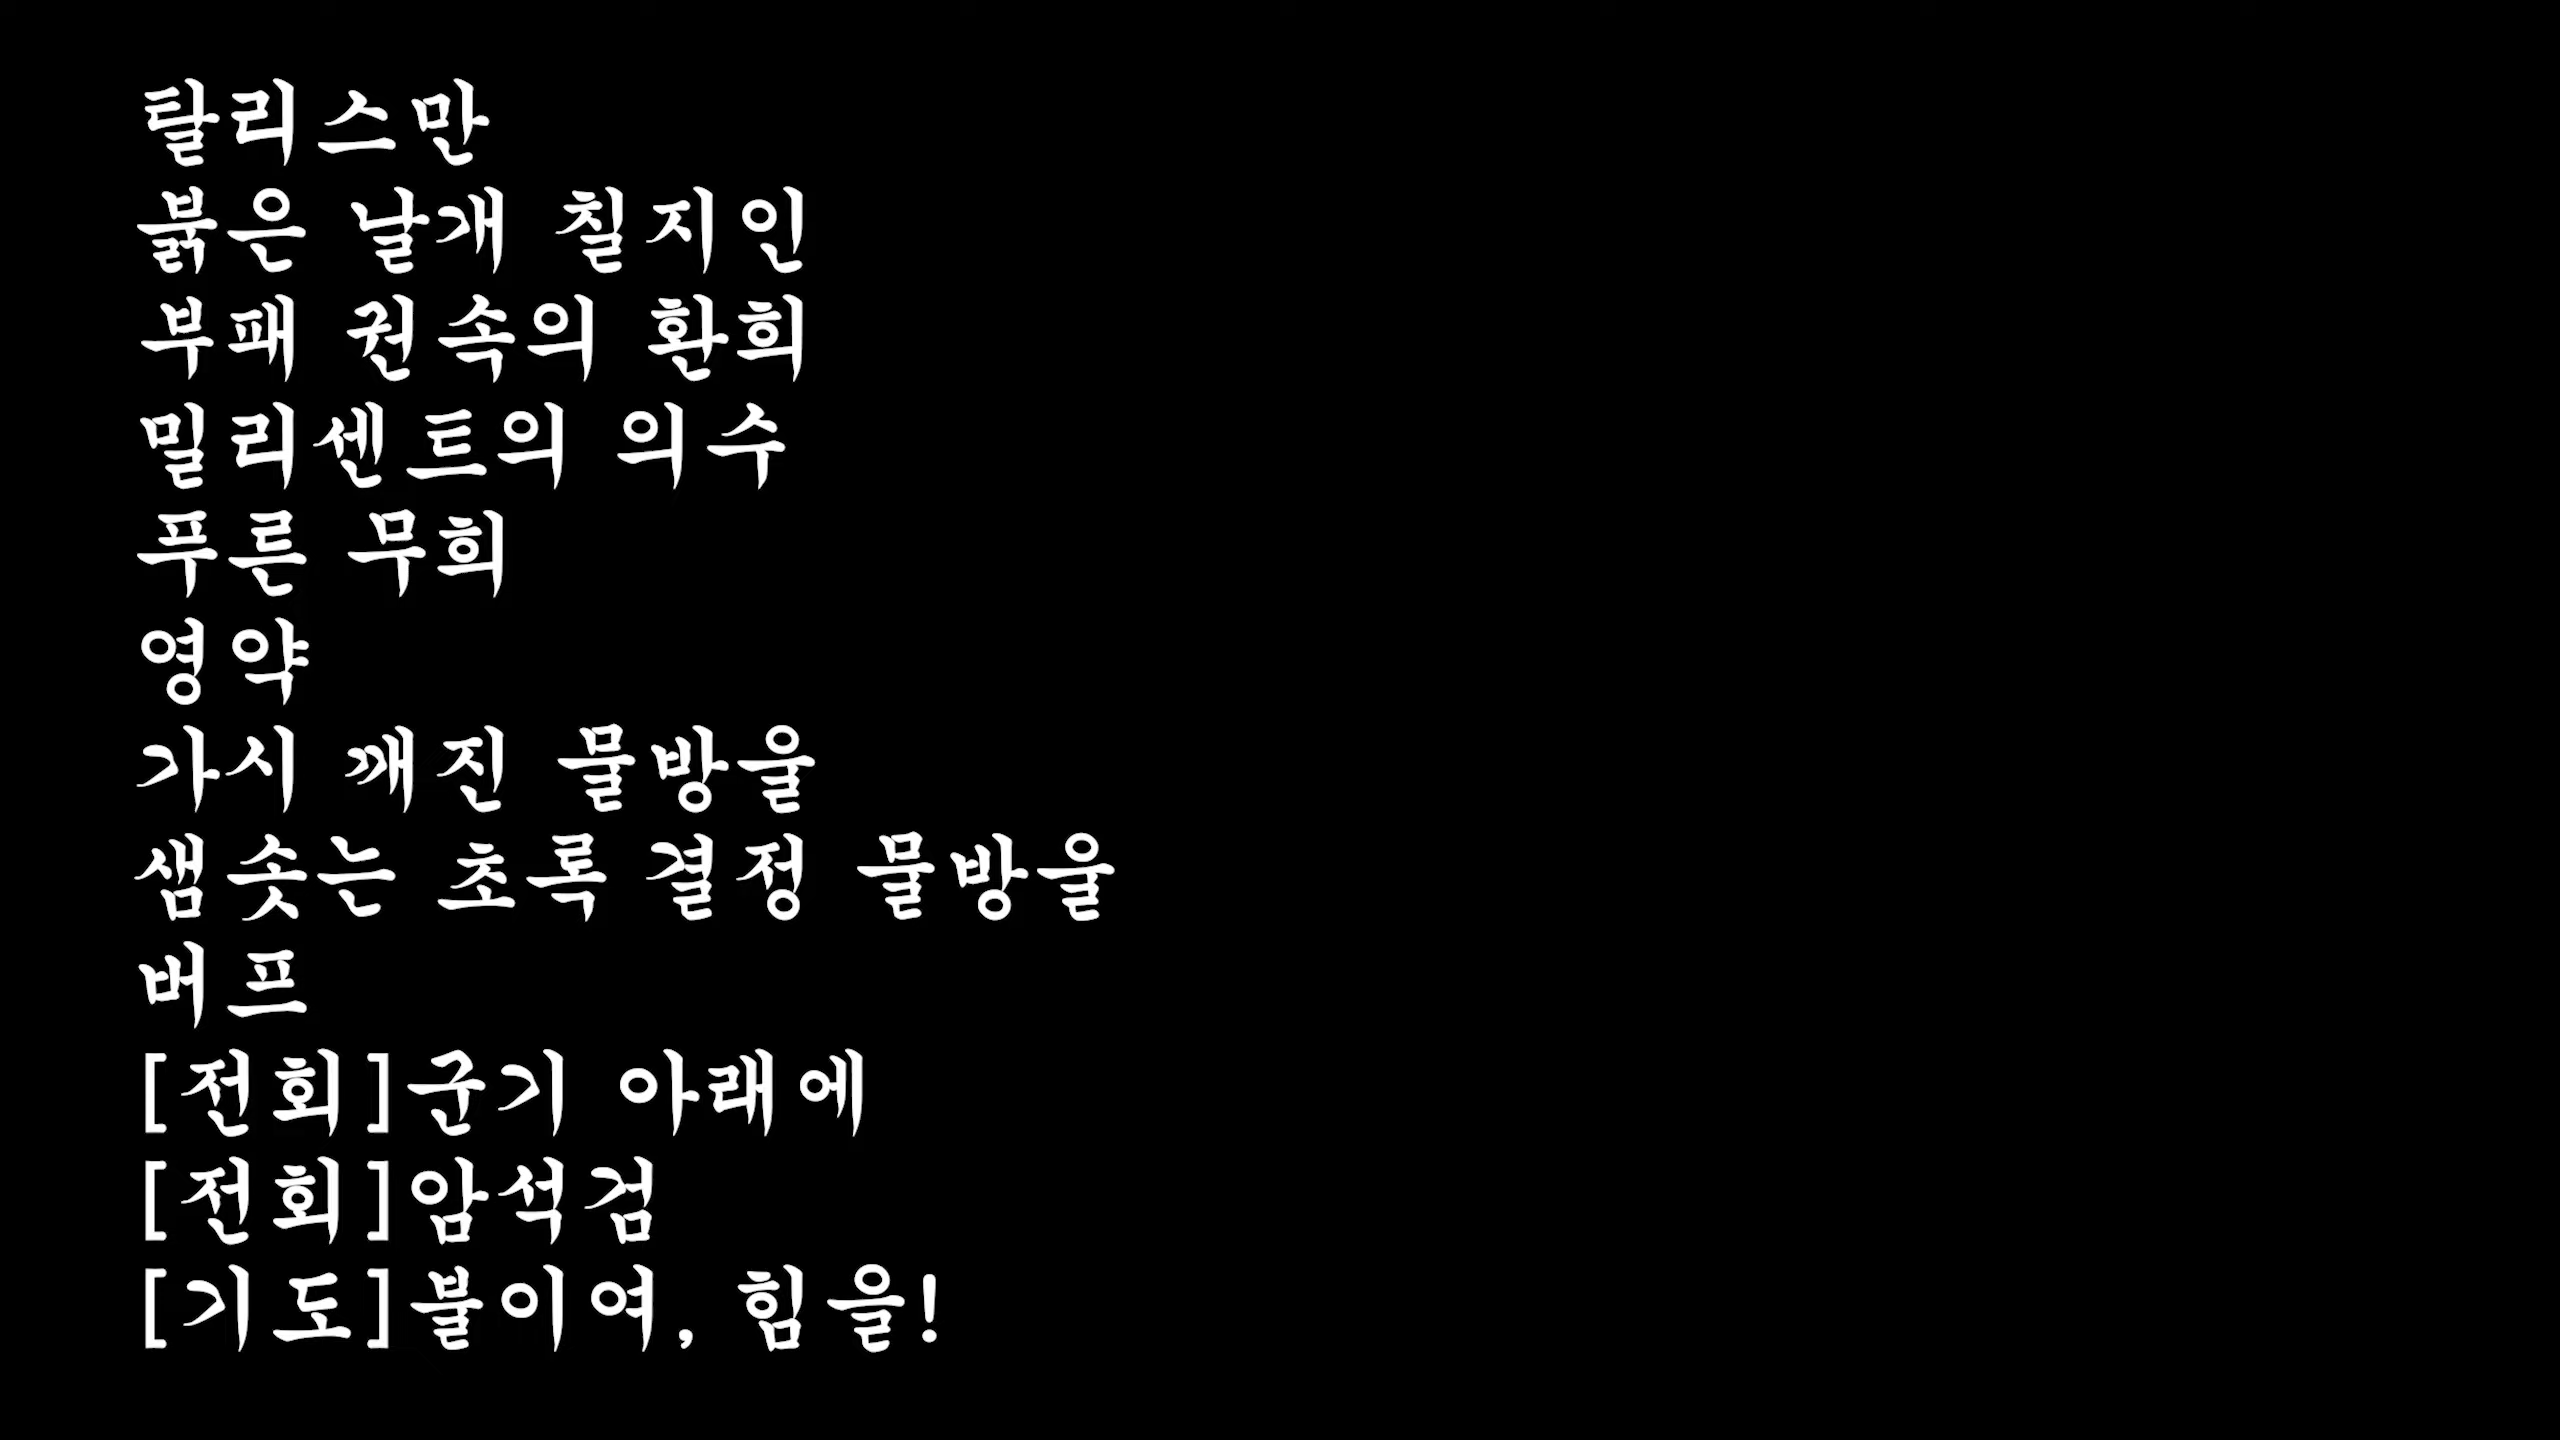 탈리스만
붉은 날개 칠지인
부패 권속의 환희
밀리센트의 의수
푸른 무희
영약
가시 깨진 물방울
샘솟는 초록 결정 물방울
버프
[전회]군기 아래에
[전회]암석검
[기도]불이여, 힘을!